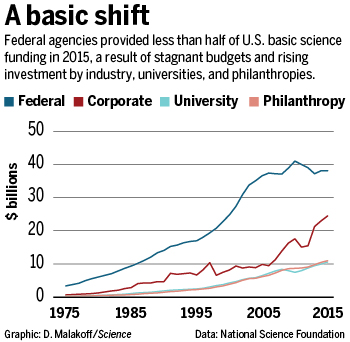 A basic shift
Federal agencies provided less than half of U.S. basic science
funding in 2015, a result of stagnant budgets and rising
investment by industry, universities, and philanthropies.
Federal Corporate University Philanthropy
$ billions
50
40
30
20
10
0
1975 1985 1995 2005 2015
Graphic: D. Malakoff/Science Data: National Science Foundation